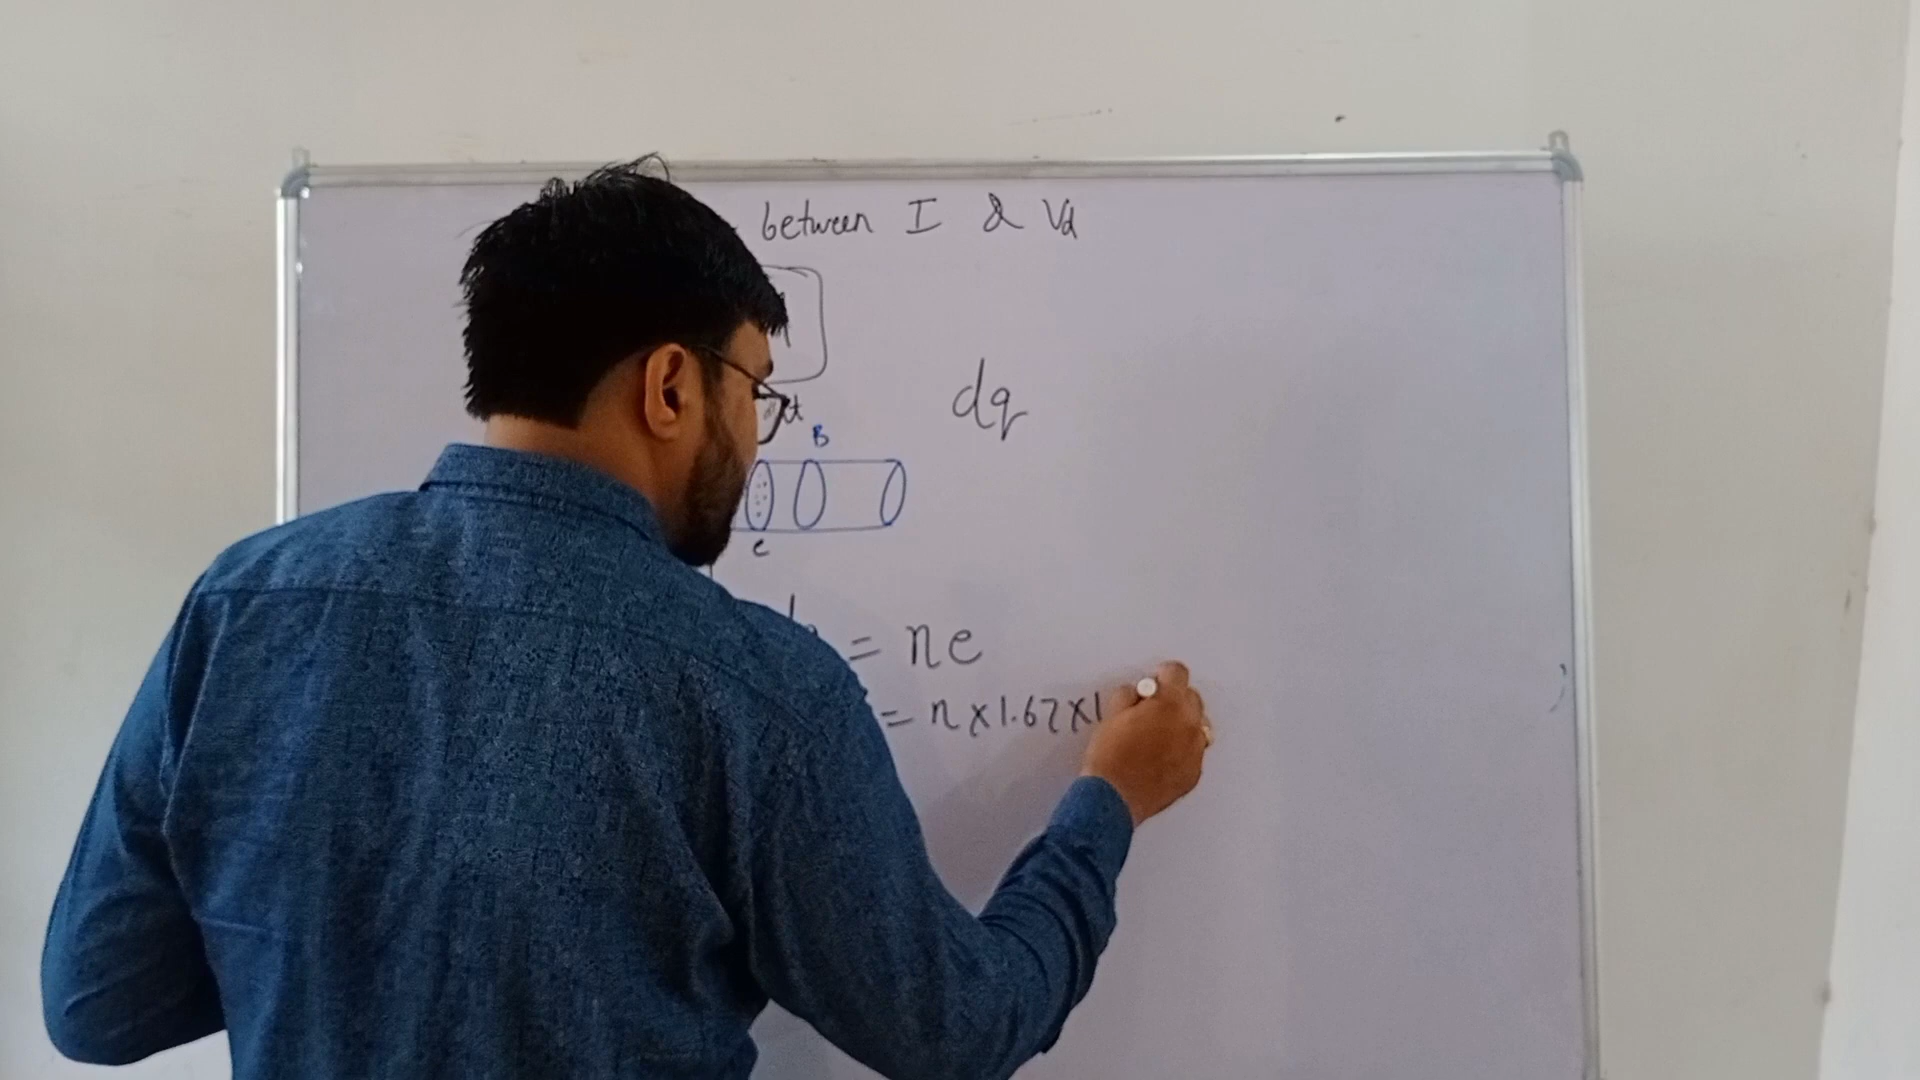 between I & Vd
dq
B
C
= ne
= n x 1.67 x 1